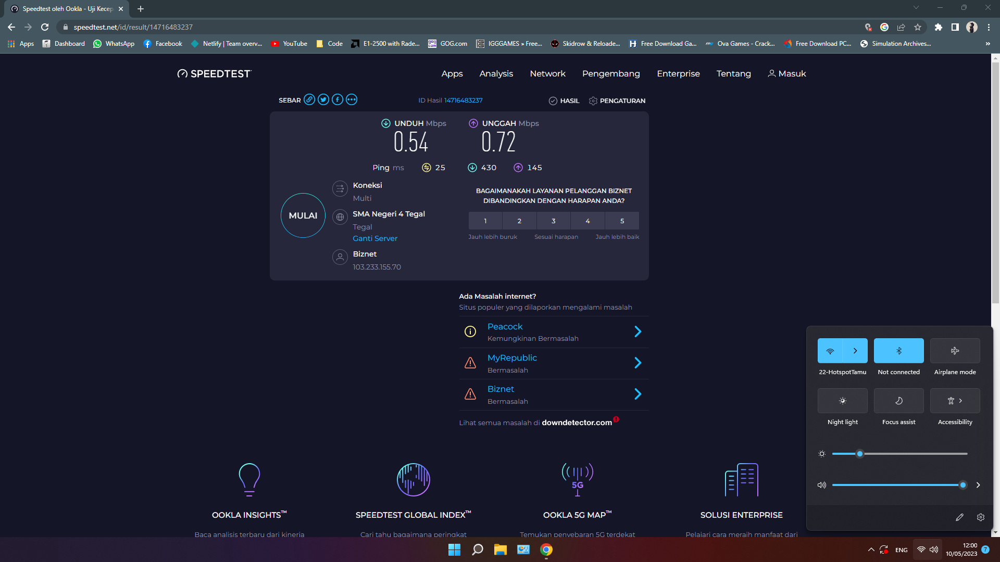 Speedtest oleh Ookla - Uji Kecep
speedtest.net/id/result/14716483237
Apps
Dashboard
WhatsApp
Facebook
Netlify | Team overv...
YouTube
Code
E1-2500 with Rade...
GOG.com
IGGGAMES » Free...
Skidrow & Reloade...
Free Download Ga...
Ova Games - Crack...
Free Download PC...
Simulation Archives...
»
SPEEDTEST
Apps
Analysis
Network
Pengembang
Enterprise
Tentang
Masuk
SEBAR
ID Hasil 14716483237
HASIL
PENGATURAN
UNDUH Mbps
UNGGAH Mbps
0.54
0.72
Ping ms
25
430
145
MULAI
Koneksi
Multi
SMA Negeri 4 Tegal
Tegal
Ganti Server
Biznet
103.233.155.70
BAGAIMANAKAH LAYANAN PELANGGAN BIZNET
DIBANDINGKAN DENGAN HARAPAN ANDA?
1 2 3 4 5
Jauh lebih buruk
Sesuai harapan
Jauh lebih baik
Ada Masalah internet?
Situs populer yang dilaporkan mengalami masalah
Peacock
Kemungkinan Bermasalah
MyRepublic
Bermasalah
Biznet
Bermasalah
Lihat semua masalah di downdetector.com
5G
OOKLA INSIGHTS™
Baca analisis terbaru dari kinerja
SPEEDTEST GLOBAL INDEX™
Cari tahu bagaimana peringkat
OOKLA 5G MAP™
Temukan penyebaran 5G terdekat
SOLUSI ENTERPRISE
Pelajari cara meraih manfaat dari
22-HotspotTamu
Not connected
Airplane mode
Night light
Focus assist
Accessibility
ENG
12:00
10/05/2023
7